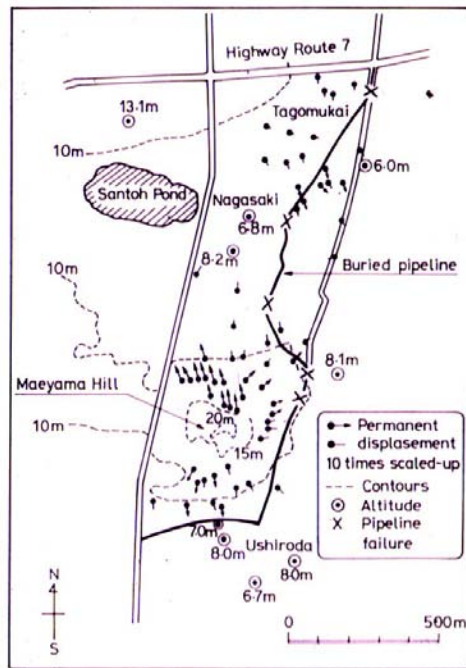 Highway Route 7
13.1m
Tagomukai
10m
6.0m
Santoh Pond
Nagasaki
6.8m
8.2m
Buried pipeline
10m
8.1m
Maeyama Hill
20m
10m
15m
Permanent
displasement
10 times scaled-up
Contours
Altitude
Pipeline
failure
7.0m
8.0m
Ushiroda
8.0m
6.7m
N
4
S
0
500m